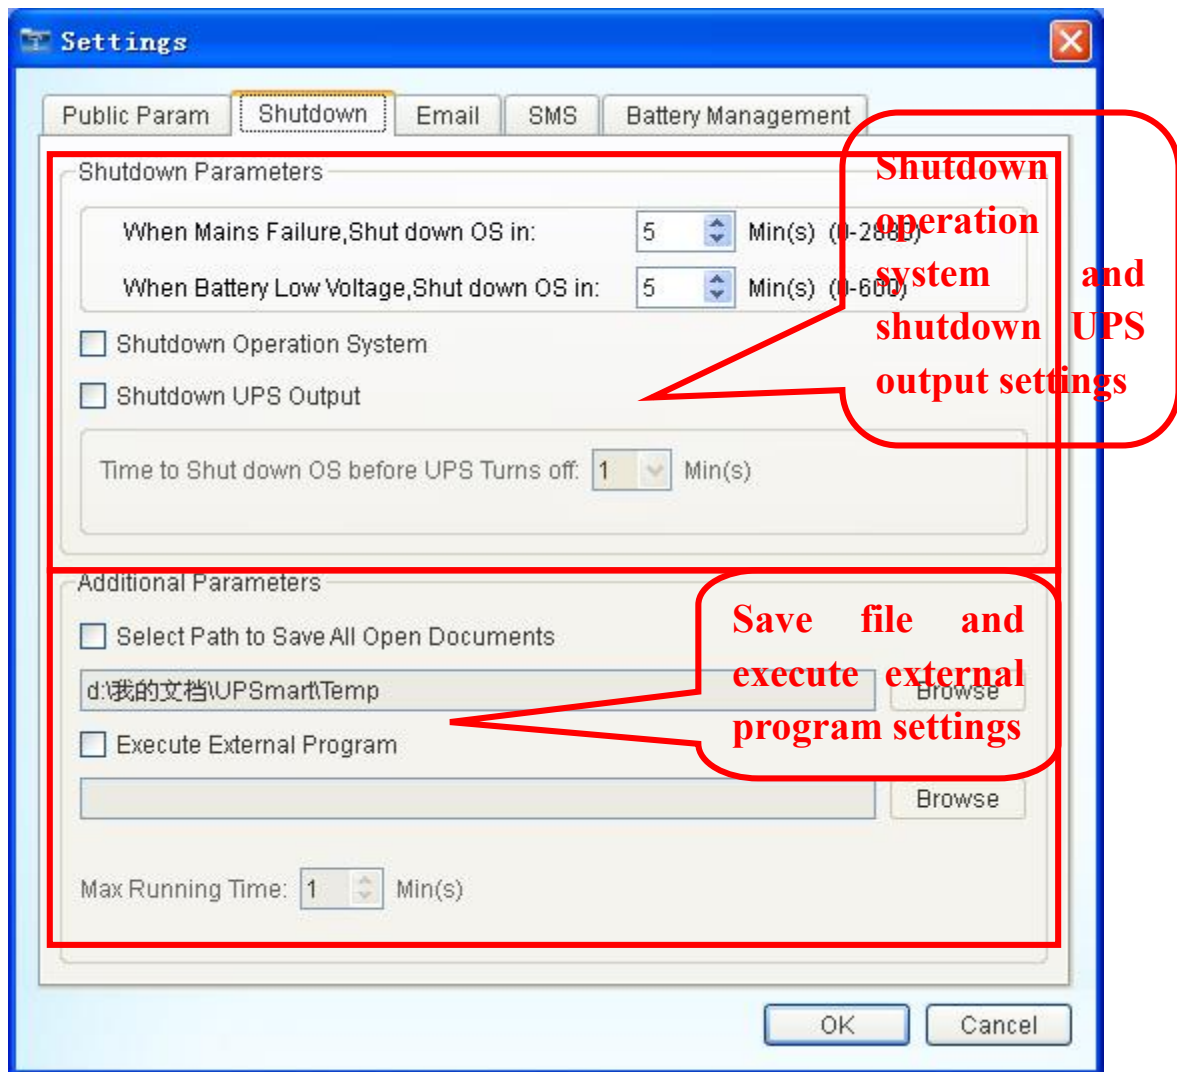 Settings
Public Param Shutdown Email SMS Battery Management
Shutdown Parameters
When Mains Failure,Shut down OS in: 5 Min(s)
When Battery Low Voltage,Shut down OS in: 5 Min(s) (0-600)
Shutdown Operation System
Shutdown UPS Output
Time to Shut down OS before UPS Turns off: 1 Min(s)
Shutdown
operation
system and
shutdown UPS
output settings
Additional Parameters
Select Path to Save All Open Documents
d:\我的文档\UPSmart\Temp Browse
Execute External Program
Browse
Max Running Time: 1 Min(s)
Save file and
execute external
program settings
OK Cancel